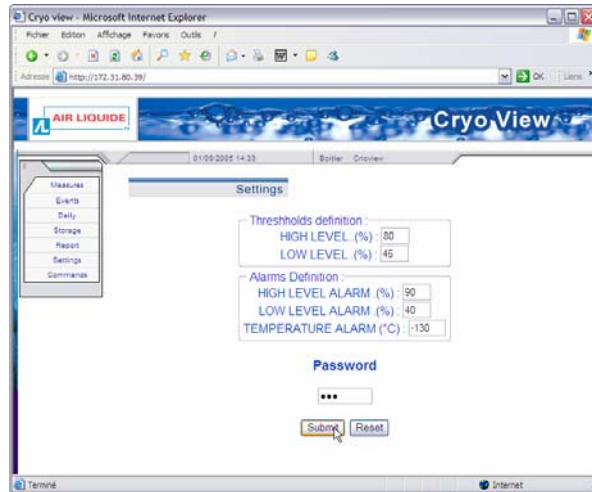 Cryo view - Microsoft Internet Explorer
Fichier Edition Affichage Favoris Outils ?
Adresse http://172.31.80.39/ OK Liens
AIR LIQUIDE
Cryo View
01/09/2005 14:33 Boitier Crioview
Measures
Events
Daily
Storage
Report
Settings
Commands
Settings
Threshholds definition :
HIGH LEVEL (%) : 80
LOW LEVEL (%) : 45
Alarms Definition :
HIGH LEVEL ALARM (%) : 90
LOW LEVEL ALARM (%) : 40
TEMPERATURE ALARM (°C) : -130
Password
•••
Submit Reset
Terminé Internet